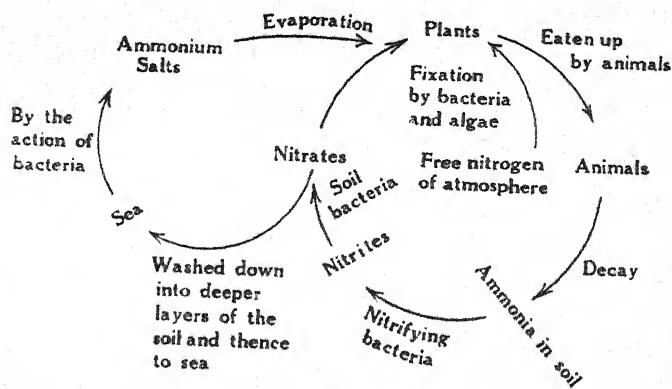 Evaporation
Plants
Ammonium
Salts
Eaten up
by animals
Fixation
by bacteria
and algae
By the
action of
bacteria
Nitrates
Free nitrogen
of atmosphere
Animals
Soil
bacteria
Sea
Nitrites
Decay
Washed down
into deeper
layers of the
soil and thence
to sea
Nitrifying
bacteria
Ammonia in soil